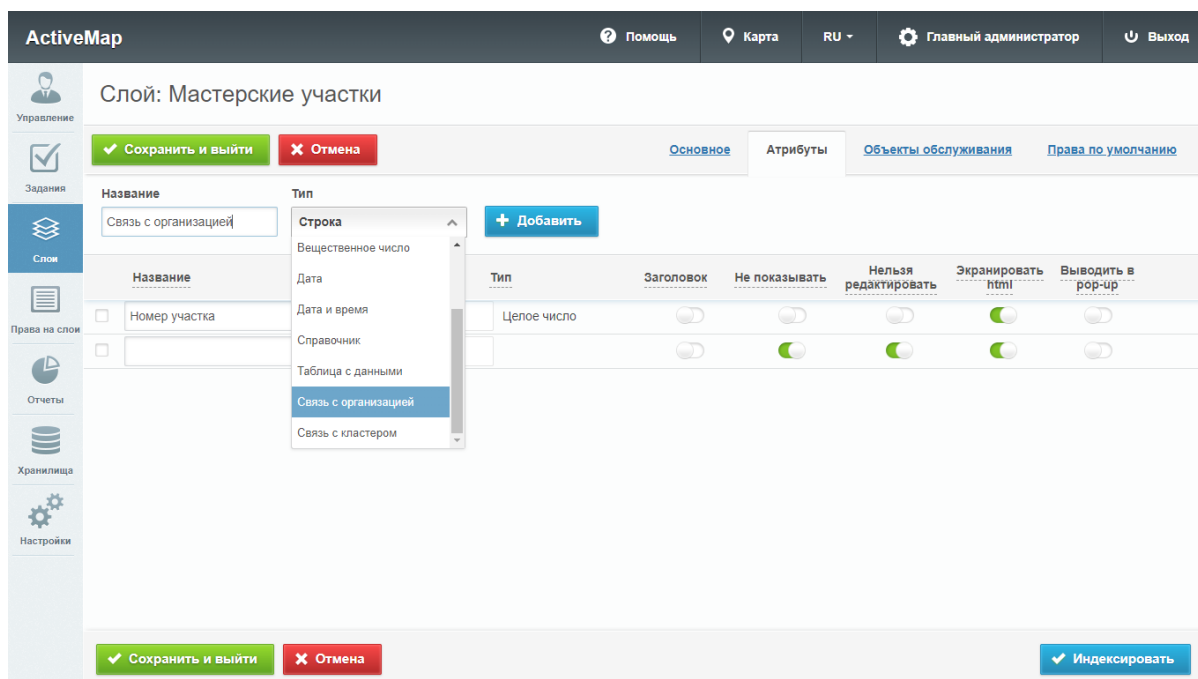 ActiveMap
Помощь
Карта
RU
Главный администратор
Выход
Управление
Задания
Слои
Права на слои
Отчеты
Хранилища
Настройки
Слой: Мастерские участки
Сохранить и выйти
Отмена
Основное
Атрибуты
Объекты обслуживания
Права по умолчанию
Название
Тип
Связь с организацией
Строка
Добавить
Вещественное число
Дата
Дата и время
Справочник
Таблица с данными
Связь с организацией
Связь с кластером
Название
Тип
Заголовок
Не показывать
Нельзя
редактировать
Экранировать
html
Выводить в
pop-up
Номер участка
Целое число
Сохранить и выйти
Отмена
Индексировать